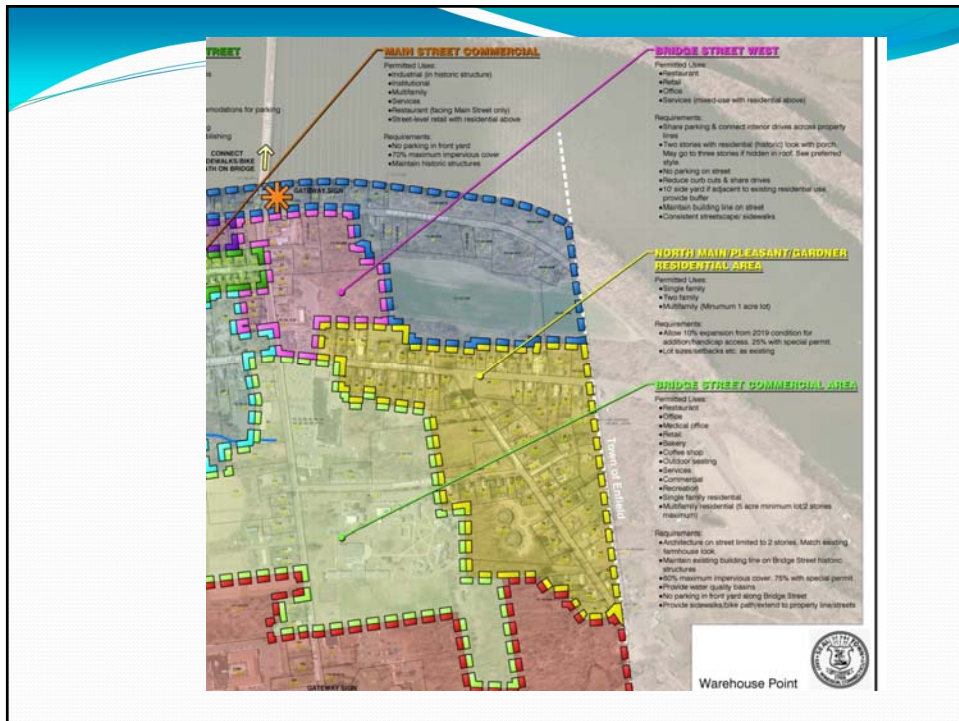 TREET
s
modations for parking
g
blishing
CONNECT
DEWALKS/BIKE
ATH ON BRIDGE
GATEWAY SIGN
MAIN STREET COMMERCIAL
Permitted Uses:
•Industrial (in historic structure)
•Institutional
•Multifamily
•Services
•Restaurant (facing Main Street only)
•Street-level retail with residential above
Requirements:
•No parking in front yard
•70% maximum impervious cover
•Maintain historic structures
BRIDGE STREET WEST
Permitted Uses:
•Restaurant
•Retail
•Office
•Services (mixed-use with residential above)
Requirements:
•Share parking & connect interior drives across property
lines
•Two stories with residential (historic) look with porch.
May go to three stories if hidden in roof. See preferred
style.
•No parking on street
•Reduce curb cuts & share drives
•10' side yard if adjacent to existing residential use
provide buffer
•Maintain building line on street
•Consistent streetscape/ sidewalks
NORTH MAIN/PLEASANT/GARDNER
RESIDENTIAL AREA
Permitted Uses:
•Single family
•Two family
•Multifamily (Minumum 1 acre lot)
Requirements:
•Allow 10% expansion from 2019 condition for
addition/handicap access. 25% with special permit.
•Lot sizes/setbacks etc. as existing
BRIDGE STREET COMMERCIAL AREA
Permitted Uses:
•Restaurant
•Office
•Medical office
•Retail
•Bakery
•Coffee shop
•Outdoor seating
•Services
•Commercial
•Recreation
•Single family residential
•Multifamily residential (5 acre minimum lot/2 stories
maximum)
Requirements:
•Architecture on street limited to 2 stories. Match existing
farmhouse look.
•Maintain existing building line on Bridge Street historic
structures
•60% maximum impervious cover. 75% with special permit.
•Provide water quality basins
•No parking in front yard along Bridge Street
•Provide sidewalks/bike path/extend to property line/streets
Town of Enfield
GATEWAY SIGN
Warehouse Point